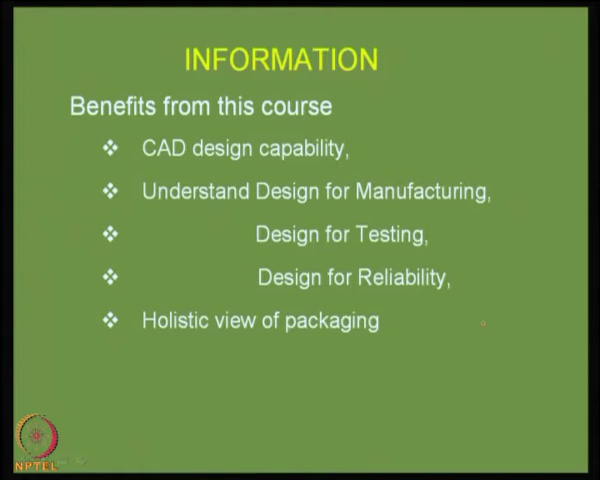 INFORMATION
Benefits from this course
❖ CAD design capability,
❖ Understand Design for Manufacturing,
❖ Design for Testing,
❖ Design for Reliability,
❖ Holistic view of packaging
NPTEL